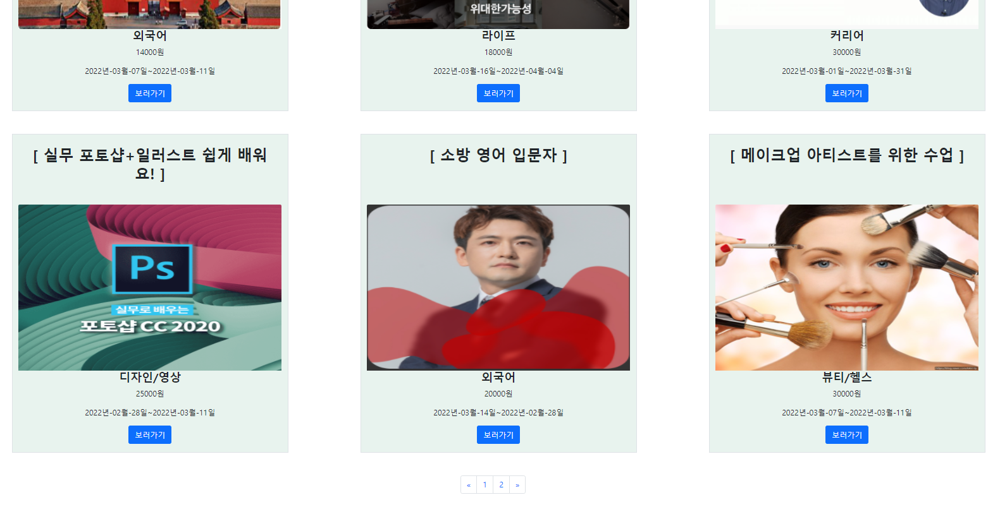 위대한가능성
외국어
라이프
커리어
14000원
18000원
30000원
2022년-03월-07일~2022년-03월-11일
2022년-03월-16일~2022년-04월-04일
2022년-03월-01일~2022년-03월-31일
보러가기
보러가기
보러가기
[ 실무 포토샵+일러스트 쉽게 배워
요! ]
[ 소방 영어 입문자 ]
[ 메이크업 아티스트를 위한 수업 ]
Ps
실무로 배우는
포토샵 CC 2020
디자인/영상
외국어
뷰티/헬스
25000원
20000원
30000원
2022년-02월-28일~2022년-03월-11일
2022년-03월-14일~2022년-02월-28일
2022년-03월-07일~2022년-03월-11일
보러가기
보러가기
보러가기
« 1 2 »